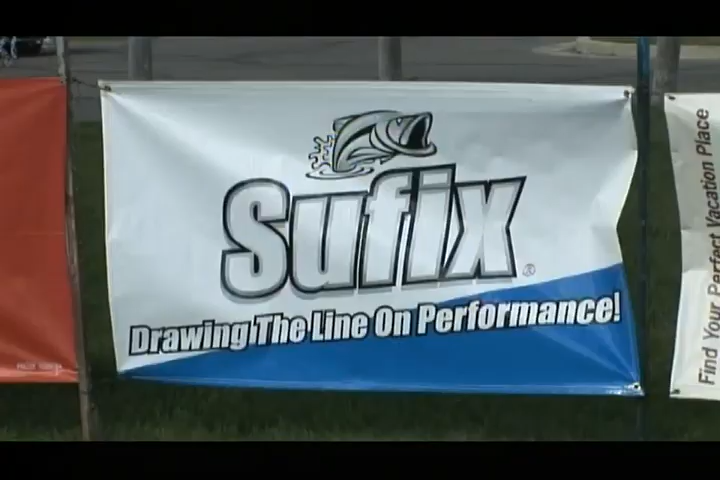 Sufix®
Drawing The Line On Performance!
Find Your Perfect Vacation Place